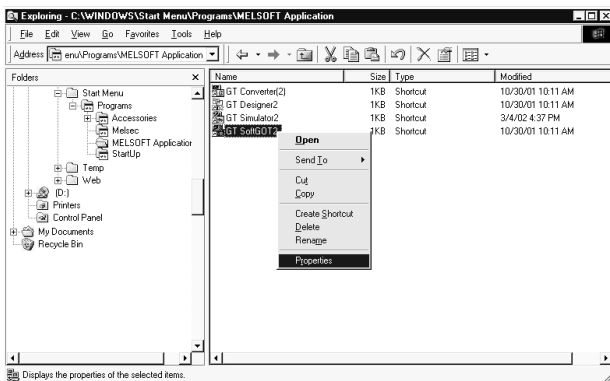 Exploring - C:\WINDOWS\Start Menu\Programs\MELSOFT Application
File Edit View Go Favorites Tools Help
Address enu\Programs\MELSOFT Application
Folders
Name Size Type Modified
Start Menu
Programs
Accessories
Melsec
MELSOFT Applicatior
StartUp
Temp
Web
(D:)
Printers
Control Panel
My Documents
Recycle Bin
GT Converter(2) 1KB Shortcut 10/30/01 10:11 AM
GT Designer2 1KB Shortcut 10/30/01 10:11 AM
GT Simulator2 1KB Shortcut 3/4/02 4:37 PM
GT SoftGOT2 1KB Shortcut 10/30/01 10:11 AM
Open
Send To
Cut
Copy
Create Shortcut
Delete
Rename
Properties
Displays the properties of the selected items.